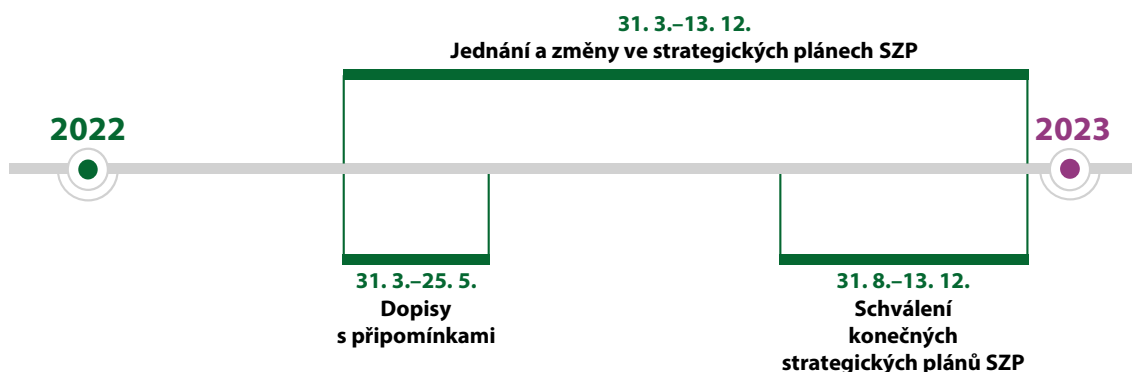 31. 3.–13. 12.
Jednání a změny ve strategických plánech SZP
2022
2023
31. 3.–25. 5.
Dopisy
s připomínkami
31. 8.–13. 12.
Schválení
konečných
strategických plánů SZP